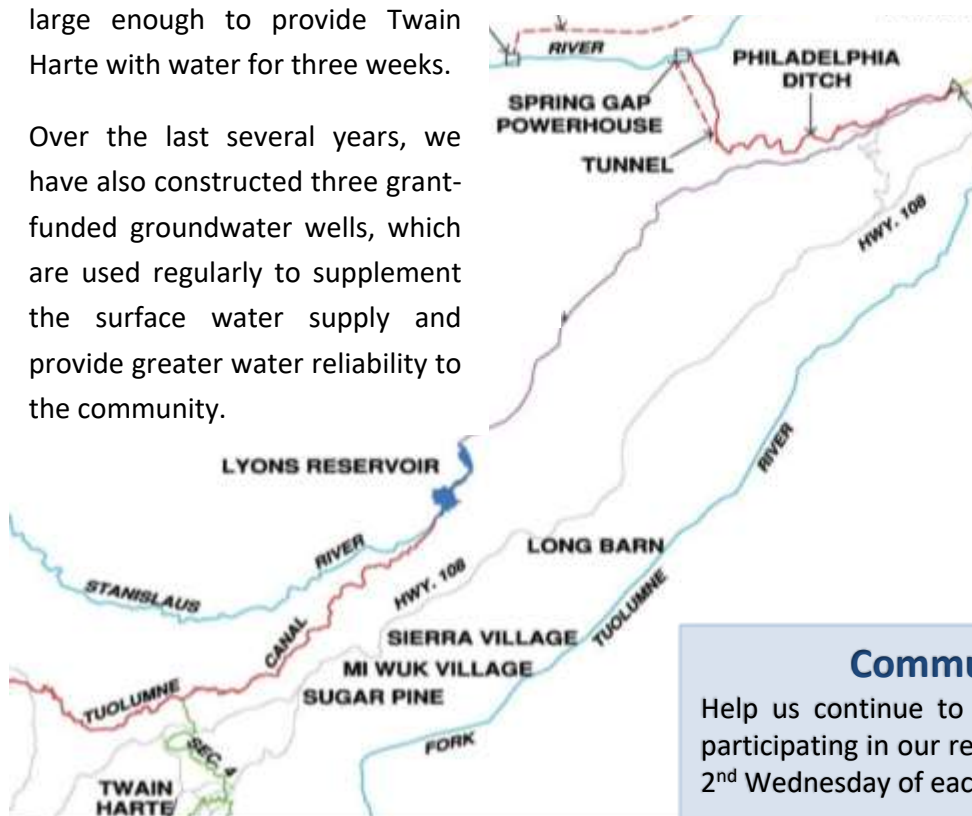 large enough to provide Twain
Harte with water for three weeks.
Over the last several years, we
have also constructed three grant-
funded groundwater wells, which
are used regularly to supplement
the surface water supply and
provide greater water reliability to
the community.
RIVER
PHILADELPHIA
DITCH
SPRING GAP
POWERHOUSE
TUNNEL
HWY. 108
RIVER
LYONS RESERVOIR
RIVER
STANISLAUS
LONG BARN
HWY. 108
TUOLUMNE
CANAL
SIERRA VILLAGE
MI WUK VILLAGE
SUGAR PINE
TUOLUMNE
FORK
SEC. 4
TWAIN
HARTE
Commu
Help us continue to
participating in our re
2nd Wednesday of eac